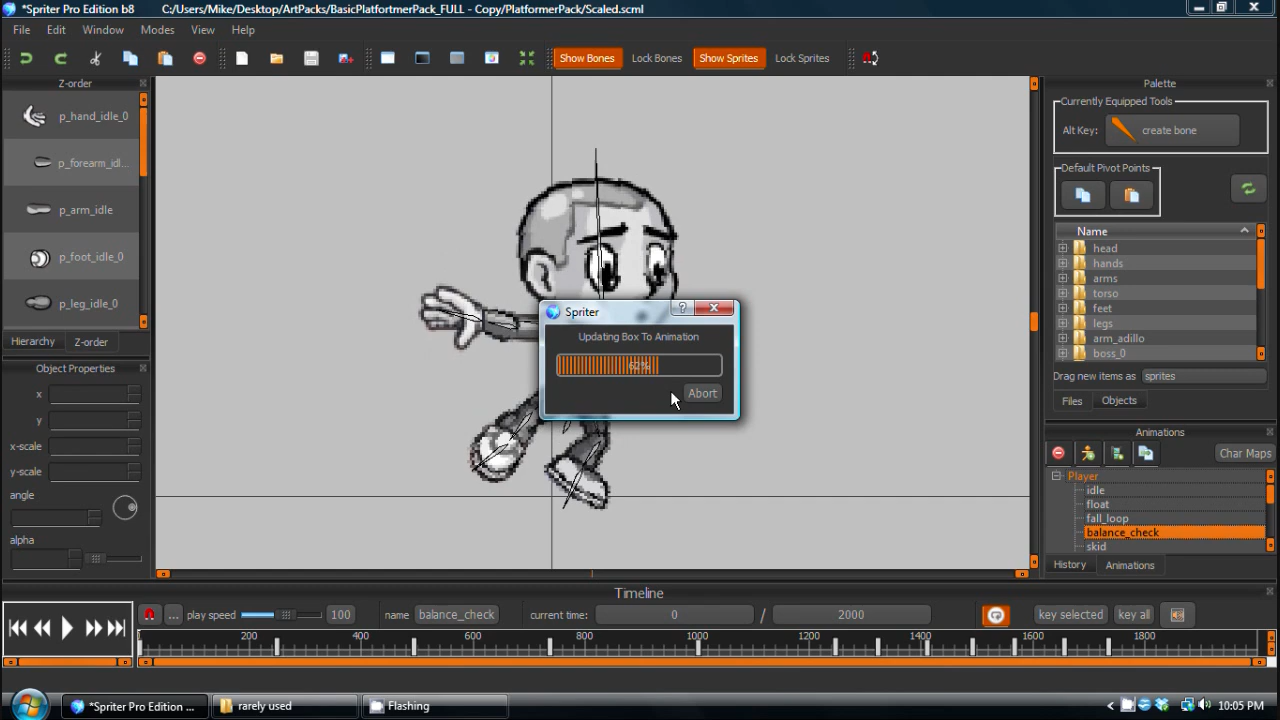 *Spriter Pro Edition b8
C:/Users/Mike/Desktop/ArtPacks/BasicPlatfortmerPack_FULL - Copy/PlatformerPack/Scaled.scml
File Edit Window Modes View Help
Show Bones Lock Bones Show Sprites Lock Sprites
Z-order
p_hand_idle_0
p_forearm_idl...
p_arm_idle
p_foot_idle_0
p_leg_idle_0
Hierarchy Z-order
Object Properties
x
y
x-scale
y-scale
angle
alpha
Spriter
Updating Box To Animation
62%
Abort
Palette
Currently Equipped Tools
Alt Key: create bone
Default Pivot Points
Name
head
hands
arms
torso
feet
legs
arm_adillo
boss_0
Drag new items as sprites
Files Objects
Animations
Char Maps
Player
idle
float
fall_loop
balance_check
skid
History Animations
Timeline
... play speed 100 name balance_check current time: 0 / 2000 key selected key all
200 400 600 800 1000 1200 1400 1600 1800
*Spriter Pro Edition ... rarely used Flashing < 10:05 PM